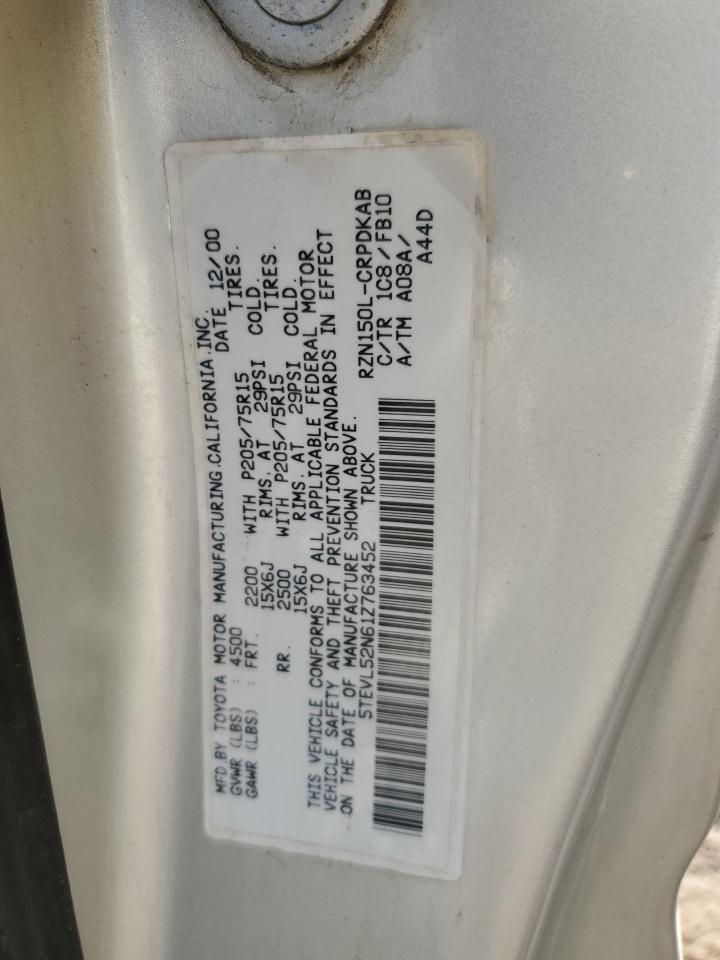 MFD BY TOYOTA MOTOR MANUFACTURING.CALIFORNIA.INC.
GVWR (LBS) : 4500 DATE 12/00
GAWR (LBS) : FRT. 2200 WITH P205/75R15 TIRES.
15X6J RIMS. AT 29PSI COLD.
RR. 2500 WITH P205/75R15 TIRES.
15X6J RIMS. AT 29PSI COLD.
THIS VEHICLE CONFORMS TO ALL APPLICABLE FEDERAL MOTOR
VEHICLE SAFETY AND THEFT PREVENTION STANDARDS IN EFFECT
ON THE DATE OF MANUFACTURE SHOWN ABOVE.
5TEVL52N61Z763452 TRUCK
RZN150L-CRPDKAB
C/TR 1C8/FB10
A/TM A08A/
A44D